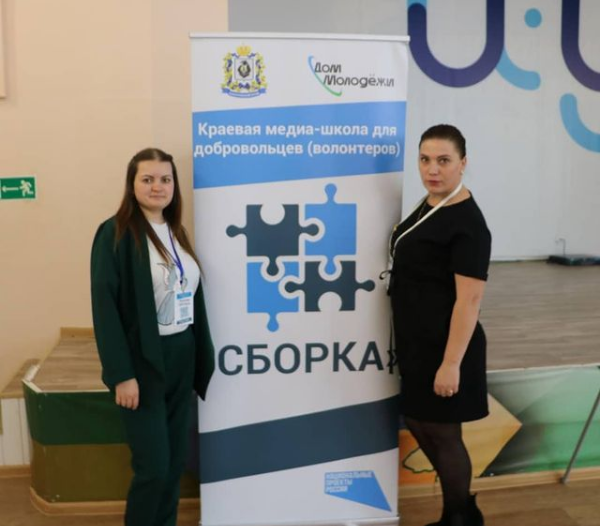 Дом
Молодёжи
Краевая медиа-школа для
добровольцев (волонтеров)
СБОРКА»
НАЦИОНАЛЬНЫЕ
ПРОЕКТЫ
РОССИИ